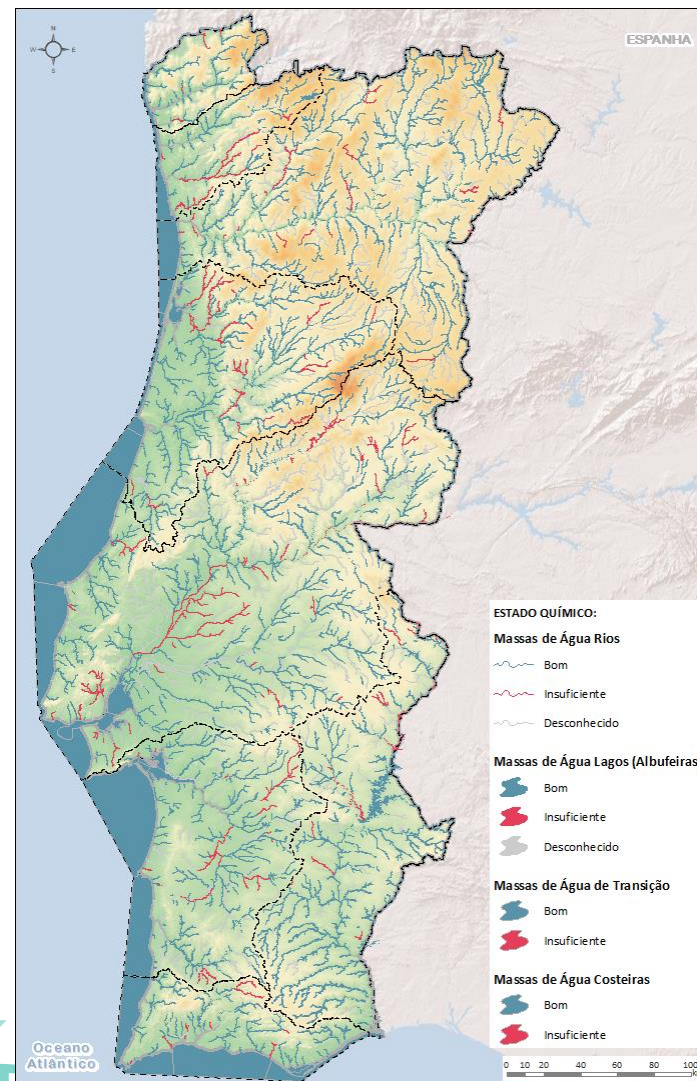 N
W
E
S
ESPANHA
ESTADO QUÍMICO:
Massas de Água Rios
Bom
Insuficiente
Desconhecido
Massas de Água Lagos (Albufeiras
Bom
Insuficiente
Desconhecido
Massas de Água de Transição
Bom
Insuficiente
Massas de Água Costeiras
Bom
Insuficiente
Oceano
Atlântico
0 10 20 40 60 80 100